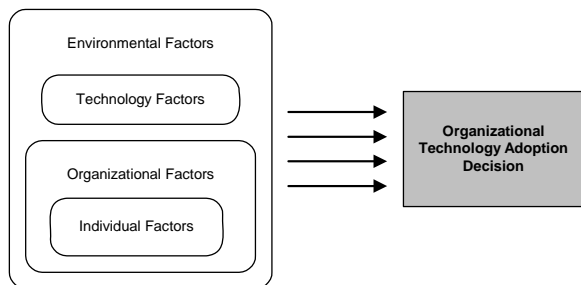 Environmental Factors
Technology Factors
Organizational Factors
Individual Factors
Organizational
Technology Adoption
Decision